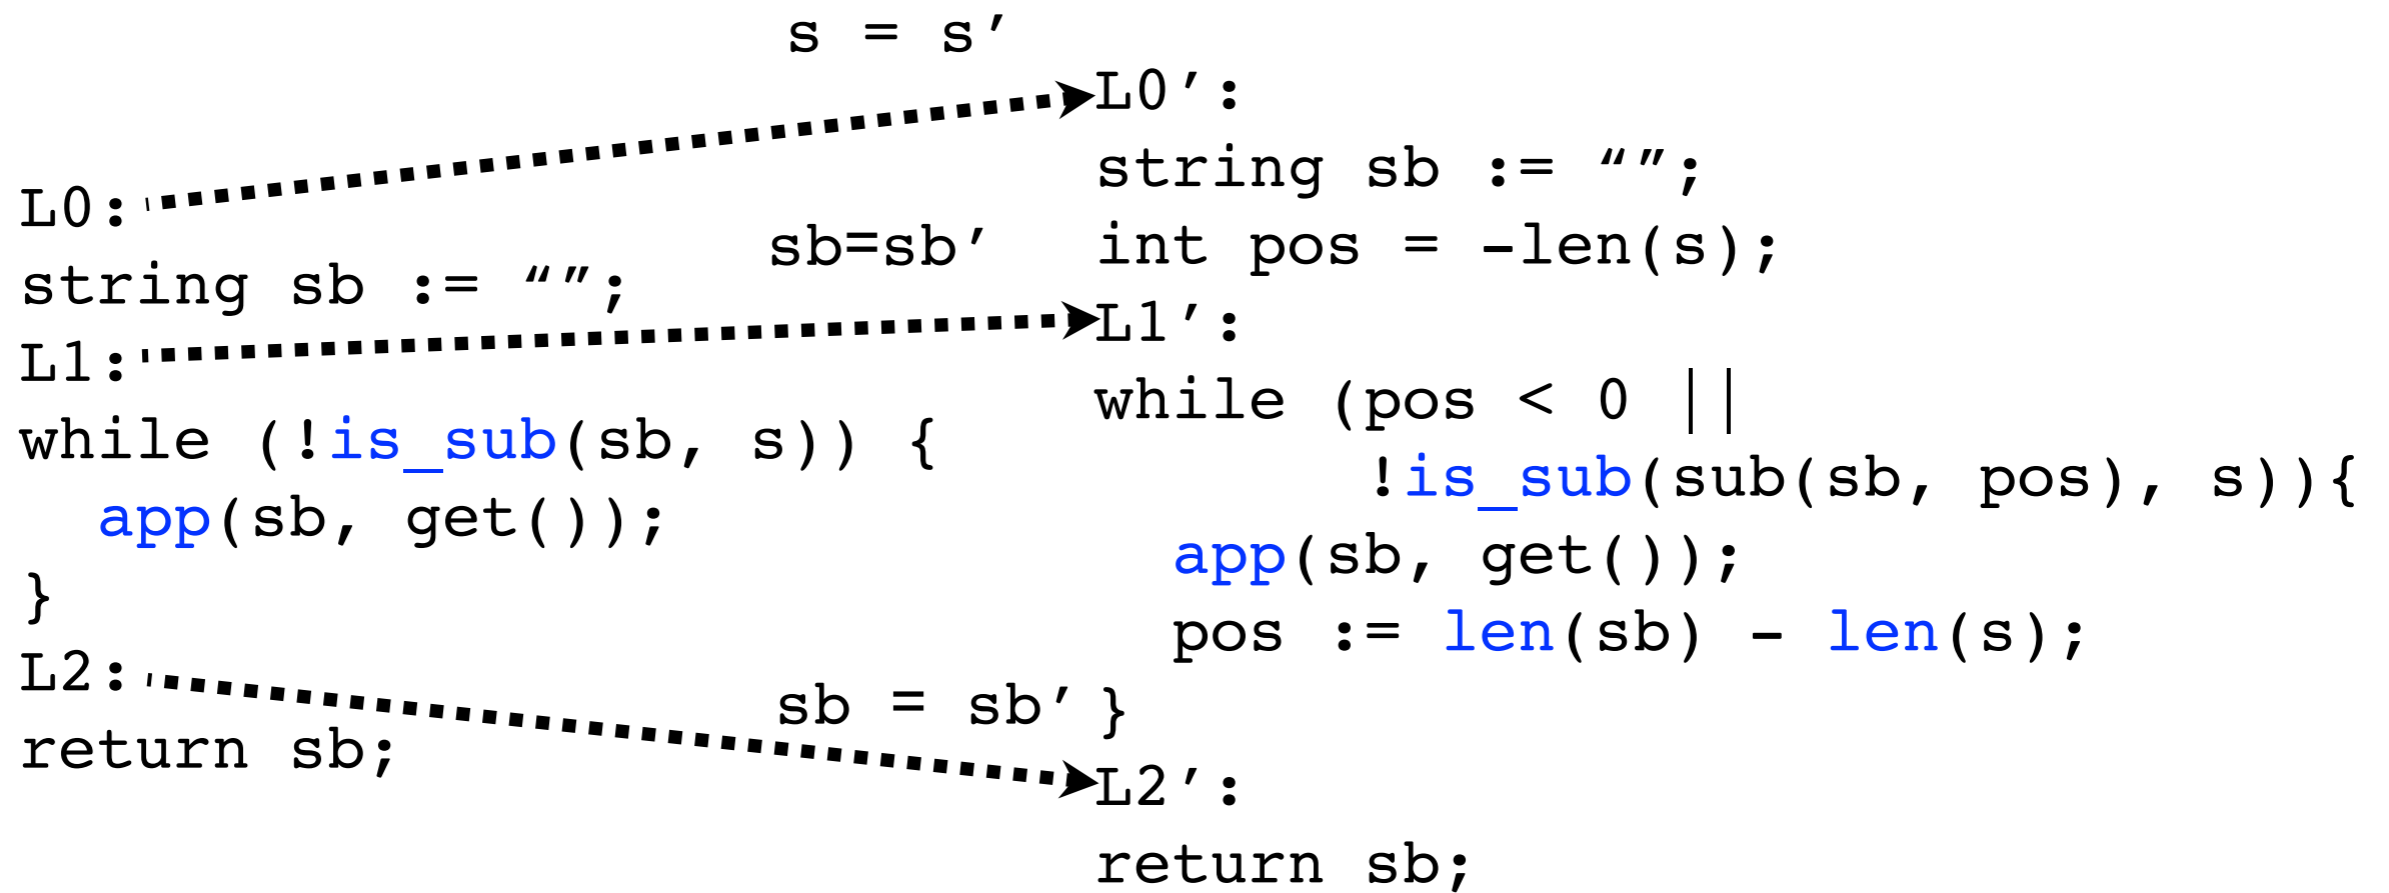 s = s′
L0:
string sb := “”;
L1:
while (!is_sub(sb, s)) {
  app(sb, get());
}
L2:
return sb;
sb=sb′
sb = sb′
L0′:
string sb := “”;
int pos = -len(s);
L1′:
while (pos < 0 ||
       !is_sub(sub(sb, pos), s)){
  app(sb, get());
  pos := len(sb) - len(s);
}
L2′:
return sb;